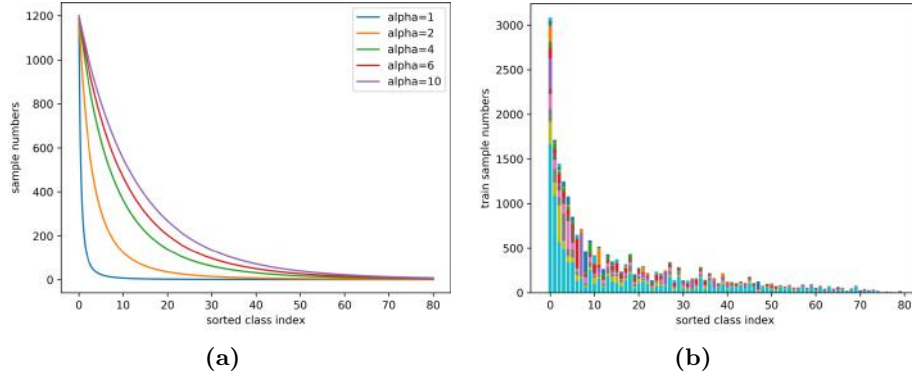 1200
1000
800
600
400
200
0
sample numbers
alpha=1
alpha=2
alpha=4
alpha=6
alpha=10
0 10 20 30 40 50 60 70 80
sorted class index
(a)
3000
2500
2000
1500
1000
500
0
train sample numbers
0 10 20 30 40 50 60 70 80
sorted class index
(b)